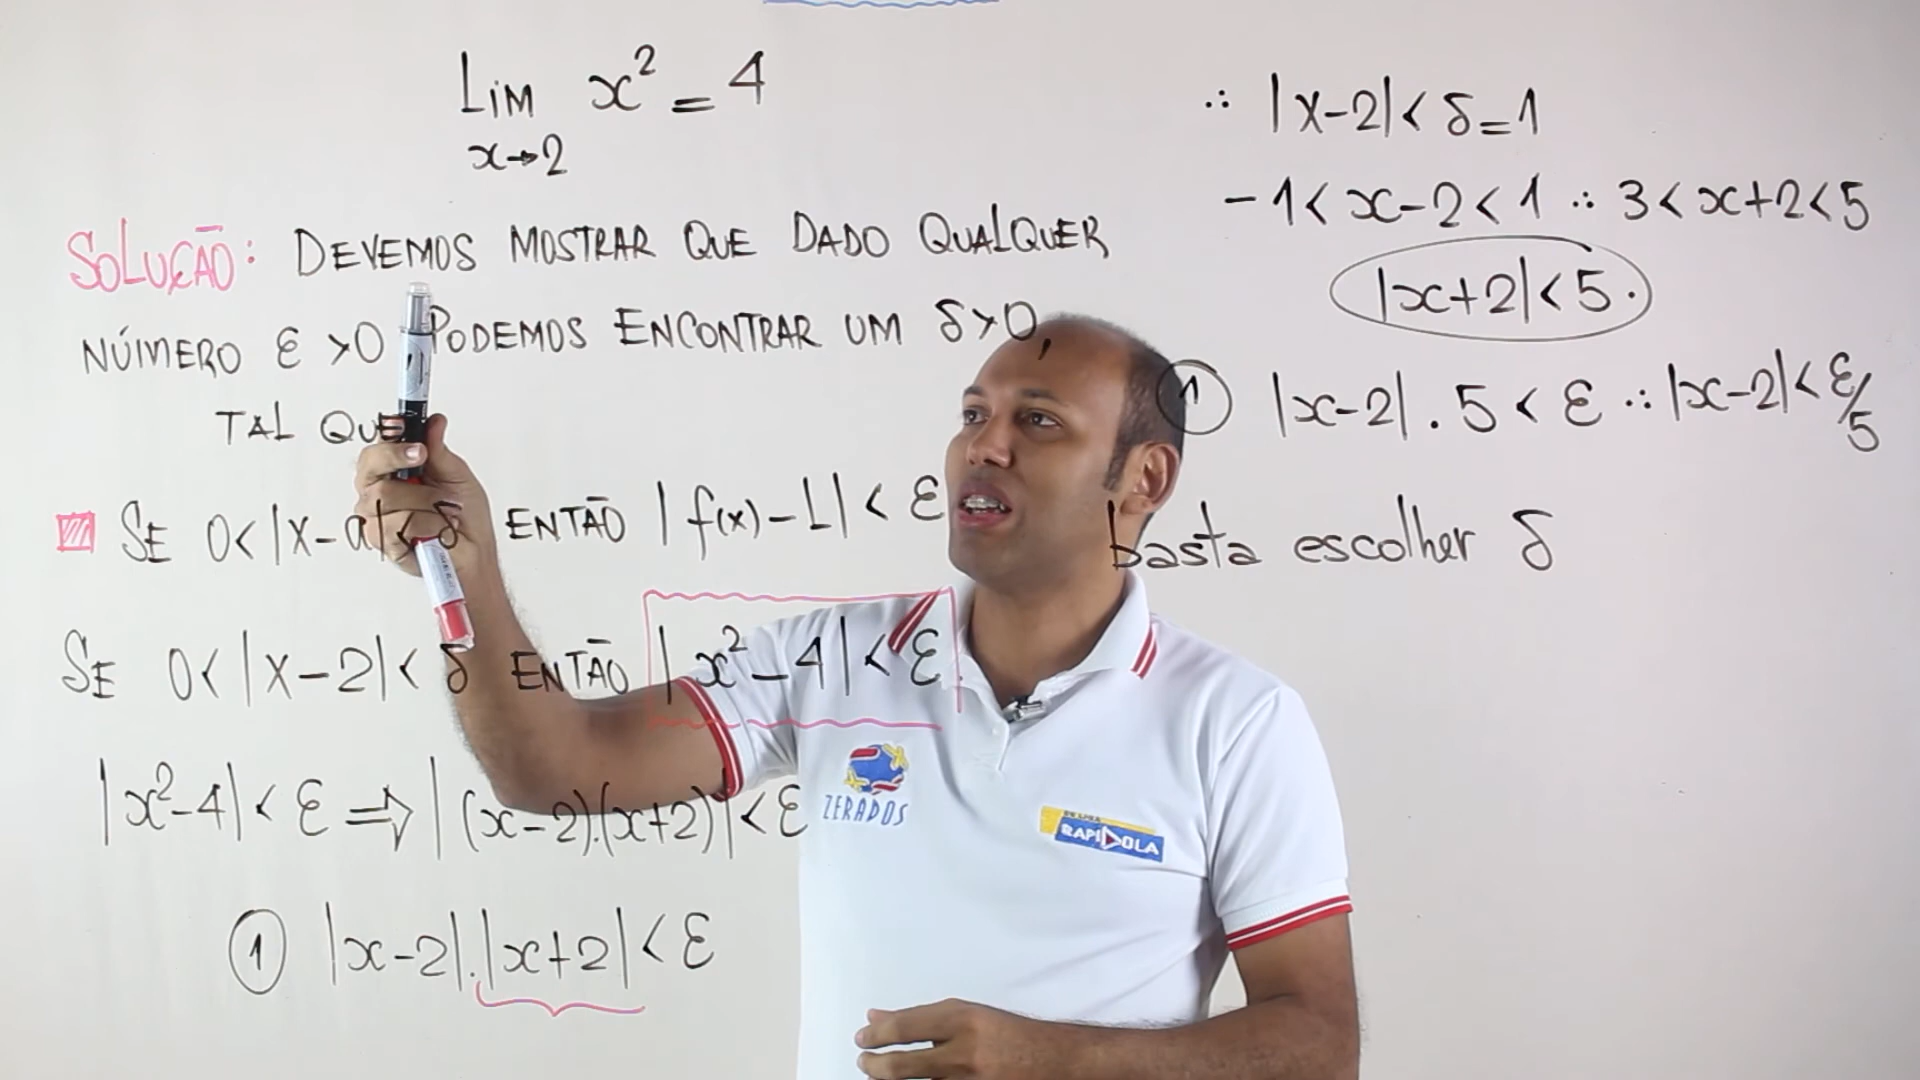 Lim x² = 4
x→2
SOLUÇÃO: DEVEMOS MOSTRAR QUE DADO QUALQUER
NÚMERO ε >0, PODEMOS ENCONTRAR UM δ>0,
TAL QUE
SE 0<|x-a|<δ ENTÃO |f(x)-L| < ε
SE 0<|x-2|<δ ENTÃO |x²-4|<ε
|x²-4|<ε ⇒ |(x-2).(x+2)|<ε
① |x-2|.|x+2|<ε
∴ |x-2|<δ=1
-1<x-2<1 ∴ 3<x+2<5
|x+2|<5.
① |x-2|.5<ε ∴ |x-2|<ε/5
basta escolher δ
ZERADOS
RAPIDOLA